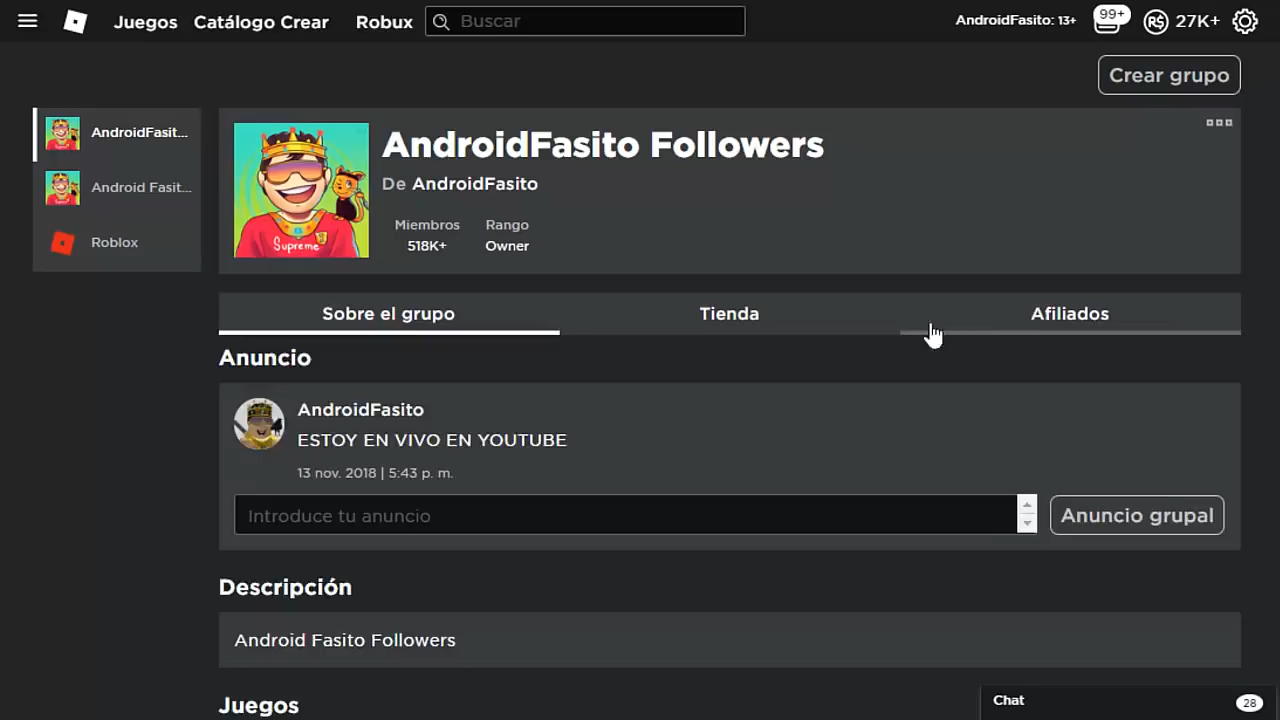 Juegos Catálogo Crear Robux Buscar AndroidFasito: 13+ 99+ 27K+
Crear grupo
AndroidFasit...
Android Fasit...
Roblox
Supreme
AndroidFasito Followers
De AndroidFasito
Miembros Rango
518K+ Owner
Sobre el grupo Tienda Afiliados
Anuncio
AndroidFasito
ESTOY EN VIVO EN YOUTUBE
13 nov. 2018 | 5:43 p. m.
Introduce tu anuncio Anuncio grupal
Descripción
Android Fasito Followers
Juegos
Chat 28